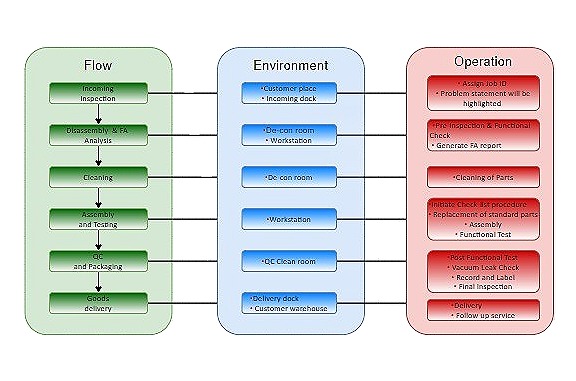 Flow
Incoming
Inspection
Disassembly & FA
Analysis
Cleaning
Assembly
and Testing
QC
and Packaging
Goods
delivery
Environment
•Customer place
• Incoming dock
•De-con room
• Workstation
•De-con room
•Workstation
•QC Clean room
•Delivery dock
• Customer warehouse
Operation
• Assign Job ID
• Problem statement will be
highlighted
•Pre-Inspection & Functional
Check
• Generate FA report
•Cleaning of Parts
•Initiate Check list procedure
• Replacement of standard parts
• Assembly
• Functional Test
•Post Functional Test
• Vacuum Leak Check
• Record and Label
• Final Inspection
•Delivery
• Follow up service